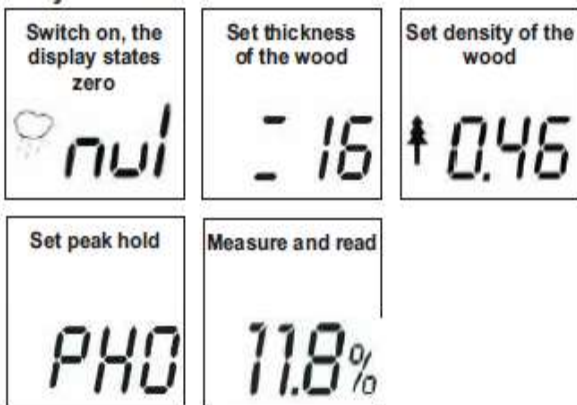 Switch on, the
display states
zero
nul
Set thickness
of the wood
16
Set density of the
wood
0.46
Set peak hold
PHO
Measure and read
11.8%